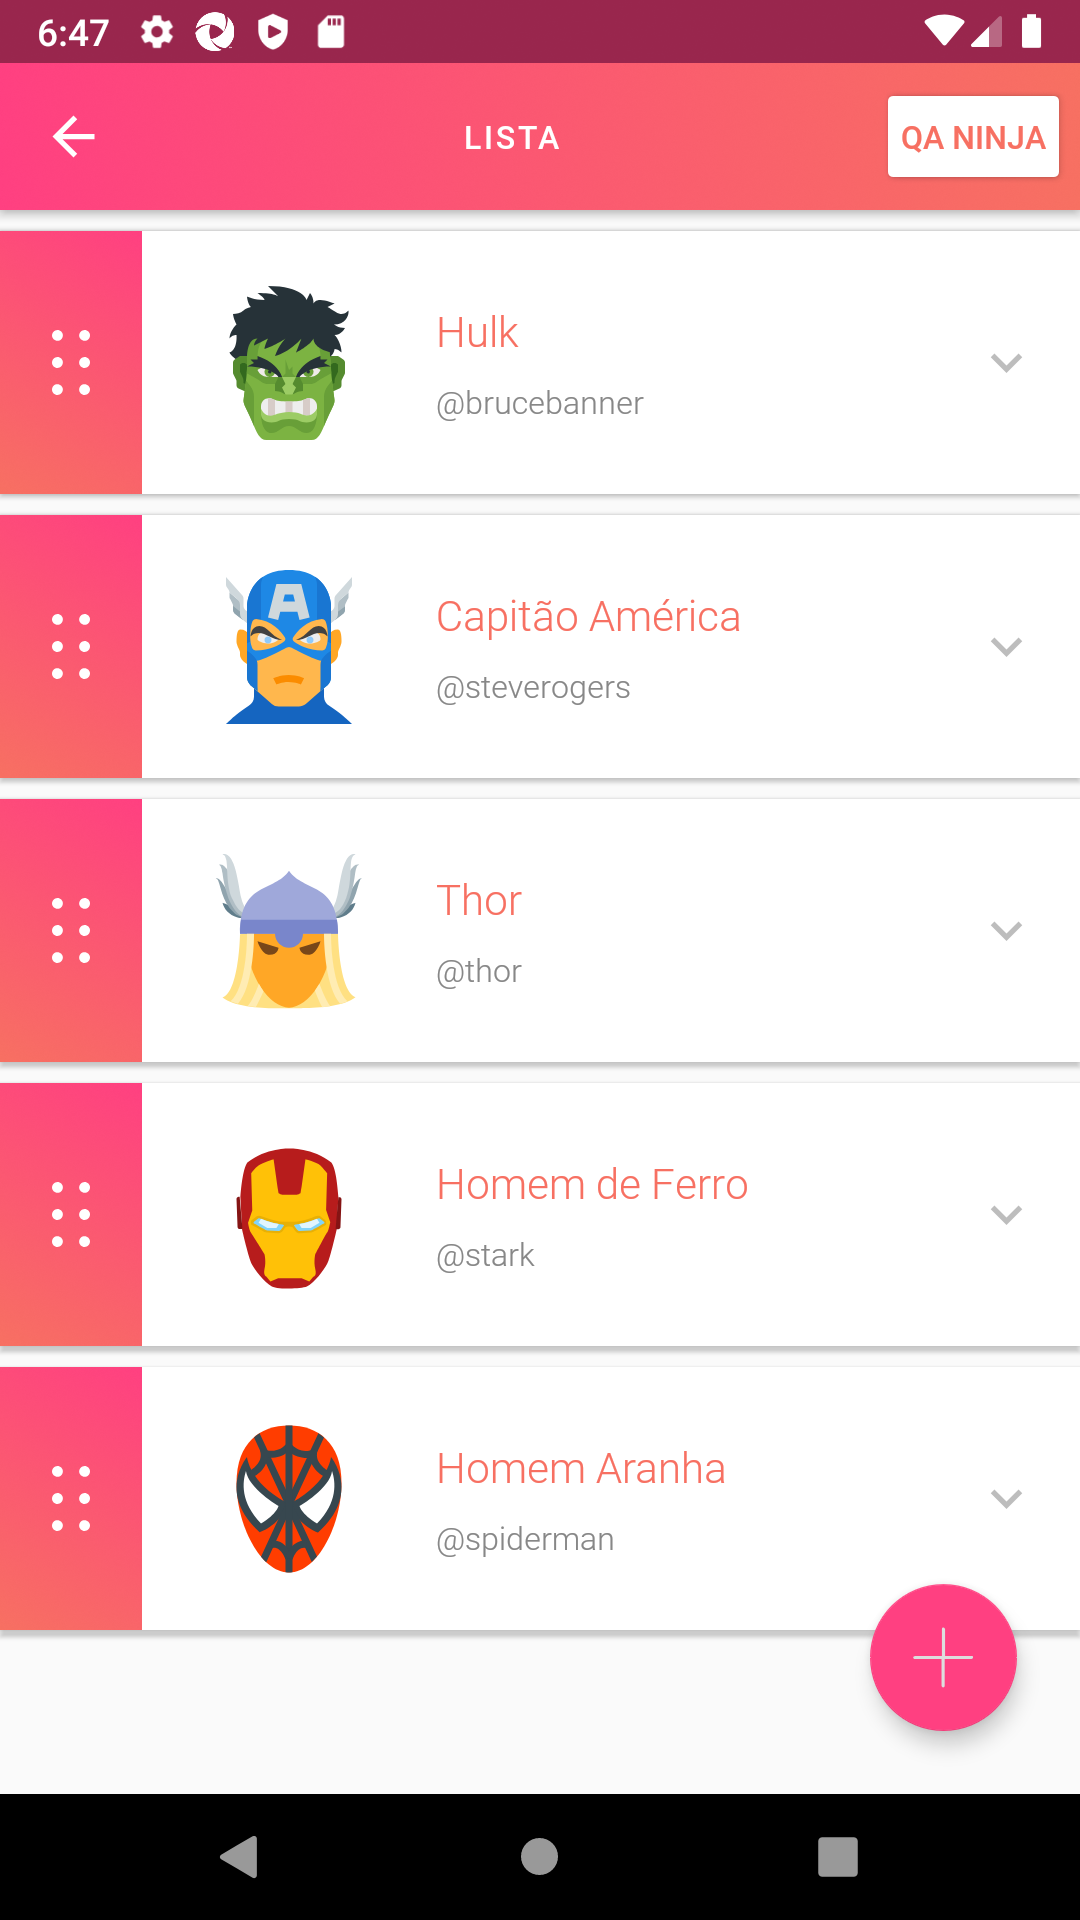 6:47
LISTA
QA NINJA
Hulk
@brucebanner
Capitão América
@steverogers
Thor
@thor
Homem de Ferro
@stark
Homem Aranha
@spiderman